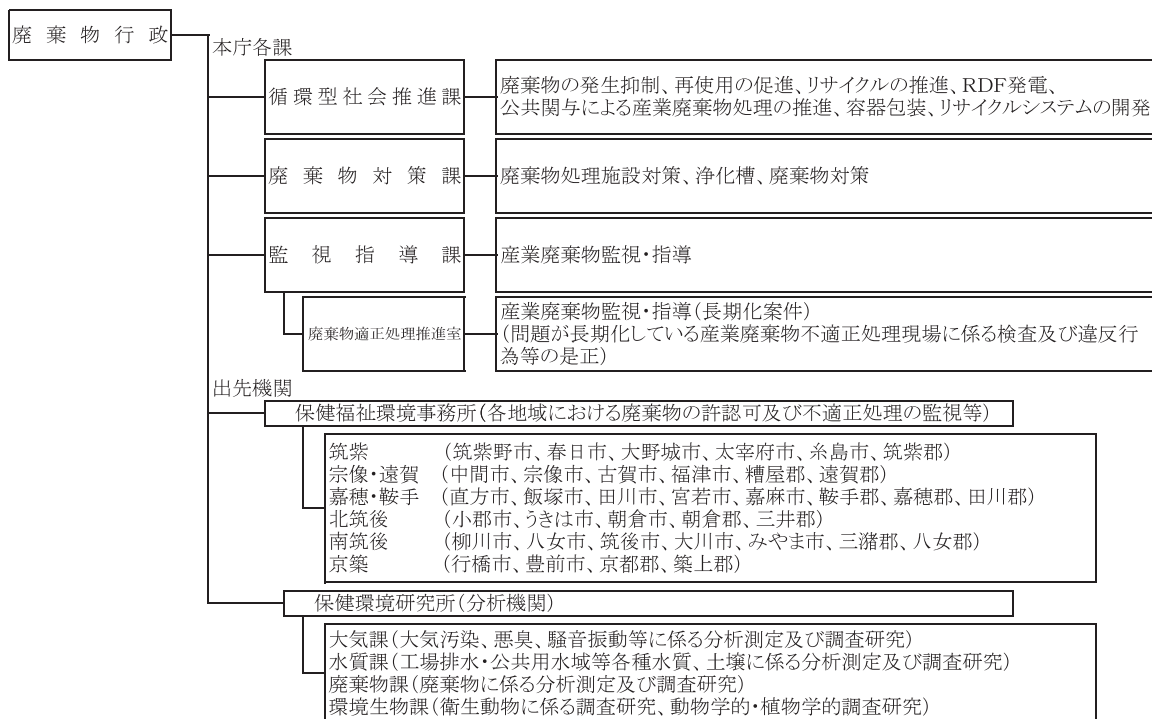 廃棄物行政
本庁各課
循環型社会推進課
廃棄物の発生抑制、再使用の促進、リサイクルの推進、RDF発電、
公共関与による産業廃棄物処理の推進、容器包装、リサイクルシステムの開発
廃棄物対策課
廃棄物処理施設対策、浄化槽、廃棄物対策
監視指導課
産業廃棄物監視・指導
廃棄物適正処理推進室
産業廃棄物監視・指導(長期化案件)
(問題が長期化している産業廃棄物不適正処理現場に係る検査及び違反行
為等の是正)
出先機関
保健福祉環境事務所(各地域における廃棄物の許認可及び不適正処理の監視等)
筑紫 (筑紫野市、春日市、大野城市、太宰府市、糸島市、筑紫郡)
宗像・遠賀 (中間市、宗像市、古賀市、福津市、糟屋郡、遠賀郡)
嘉穂・鞍手 (直方市、飯塚市、田川市、宮若市、嘉麻市、鞍手郡、嘉穂郡、田川郡)
北筑後 (小郡市、うきは市、朝倉市、朝倉郡、三井郡)
南筑後 (柳川市、八女市、筑後市、大川市、みやま市、三潴郡、八女郡)
京築 (行橋市、豊前市、京都郡、築上郡)
保健環境研究所(分析機関)
大気課(大気汚染、悪臭、騒音振動等に係る分析測定及び調査研究)
水質課(工場排水・公共用水域等各種水質、土壌に係る分析測定及び調査研究)
廃棄物課(廃棄物に係る分析測定及び調査研究)
環境生物課(衛生動物に係る調査研究、動物学的・植物学的調査研究)